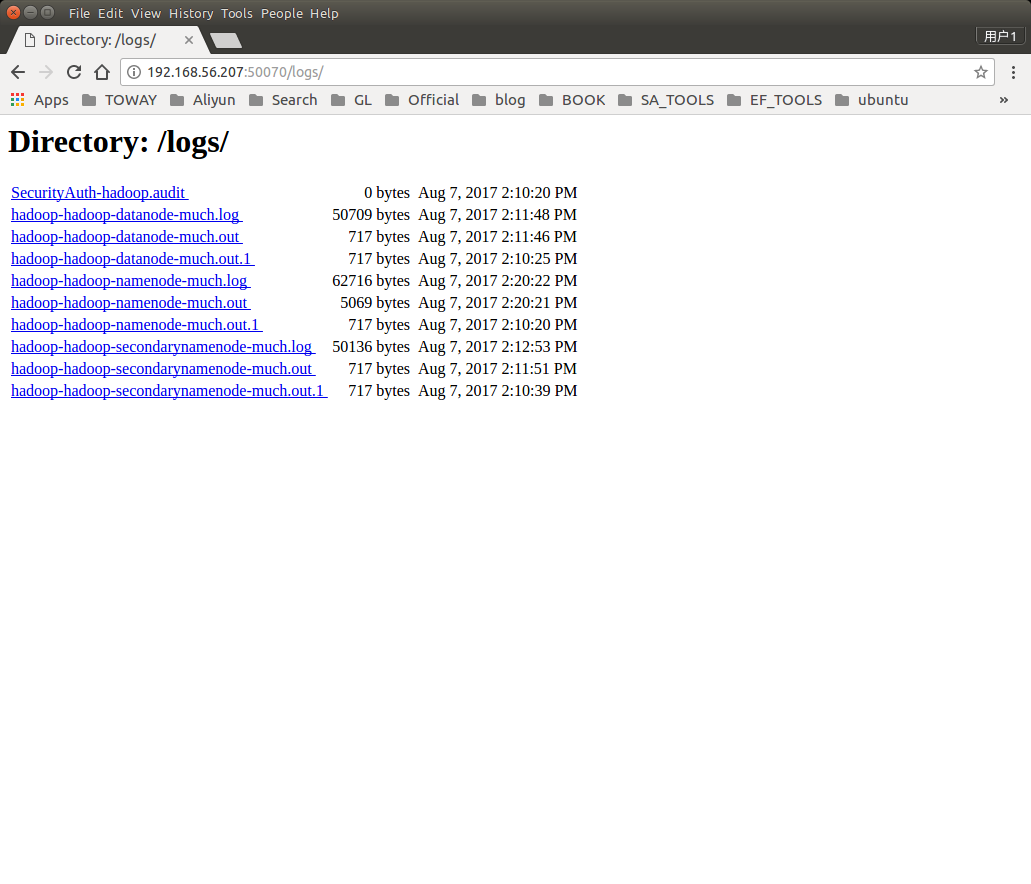 File Edit View History Tools People Help
Directory: /logs/
用户1
192.168.56.207:50070/logs/
Apps TOWAY Aliyun Search GL Official blog BOOK SA_TOOLS EF_TOOLS ubuntu »
Directory: /logs/
SecurityAuth-hadoop.audit 0 bytes Aug 7, 2017 2:10:20 PM
hadoop-hadoop-datanode-much.log 50709 bytes Aug 7, 2017 2:11:48 PM
hadoop-hadoop-datanode-much.out 717 bytes Aug 7, 2017 2:11:46 PM
hadoop-hadoop-datanode-much.out.1 717 bytes Aug 7, 2017 2:10:25 PM
hadoop-hadoop-namenode-much.log 62716 bytes Aug 7, 2017 2:20:22 PM
hadoop-hadoop-namenode-much.out 5069 bytes Aug 7, 2017 2:20:21 PM
hadoop-hadoop-namenode-much.out.1 717 bytes Aug 7, 2017 2:10:20 PM
hadoop-hadoop-secondarynamenode-much.log 50136 bytes Aug 7, 2017 2:12:53 PM
hadoop-hadoop-secondarynamenode-much.out 717 bytes Aug 7, 2017 2:11:51 PM
hadoop-hadoop-secondarynamenode-much.out.1 717 bytes Aug 7, 2017 2:10:39 PM